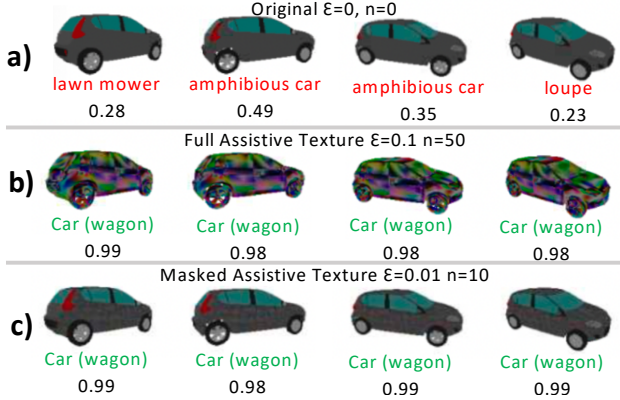 Original Ɛ=0, n=0
a)
lawn mower amphibious car amphibious car loupe
0.28 0.49 0.35 0.23
Full Assistive Texture Ɛ=0.1 n=50
b)
Car (wagon) Car (wagon) Car (wagon) Car (wagon)
0.99 0.98 0.98 0.98
Masked Assistive Texture Ɛ=0.01 n=10
c)
Car (wagon) Car (wagon) Car (wagon) Car (wagon)
0.99 0.98 0.99 0.99